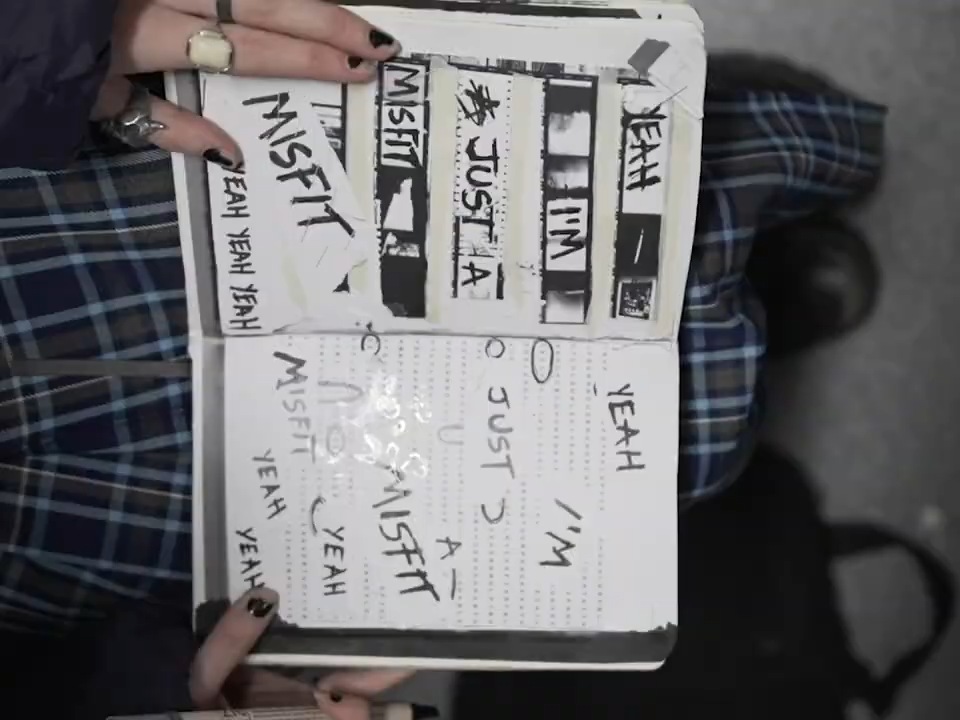 YEAH
I'M
* JUST A
MISFIT
MISFIT
YEAH YEAH YEAH
YEAH
I'M
JUST
A
MISFIT
YEAH
MISFIT
YEAH
YEAH